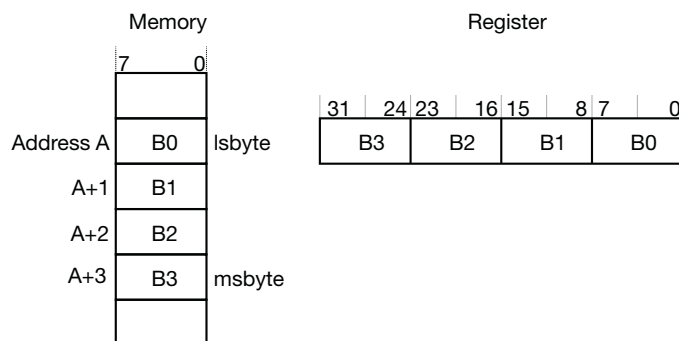 Memory
Register
7 0
31 24 23 16 15 8 7 0
Address A B0 lsbyte
B3 B2 B1 B0
A+1 B1
A+2 B2
A+3 B3 msbyte